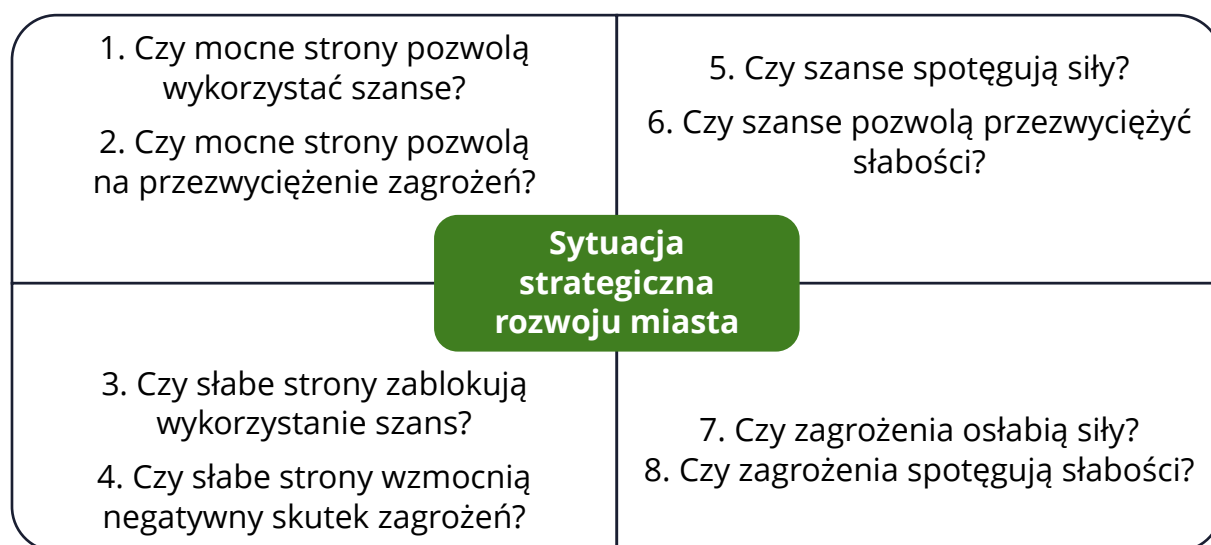 1. Czy mocne strony pozwolą
wykorzystać szanse?
2. Czy mocne strony pozwolą
na przezwyciężenie zagrożeń?
5. Czy szanse spotęgują siły?
6. Czy szanse pozwolą przezwyciężyć
słabości?
Sytuacja
strategiczna
rozwoju miasta
3. Czy słabe strony zablokują
wykorzystanie szans?
4. Czy słabe strony wzmocnią
negatywny skutek zagrożeń?
7. Czy zagrożenia osłabią siły?
8. Czy zagrożenia spotęgują słabości?